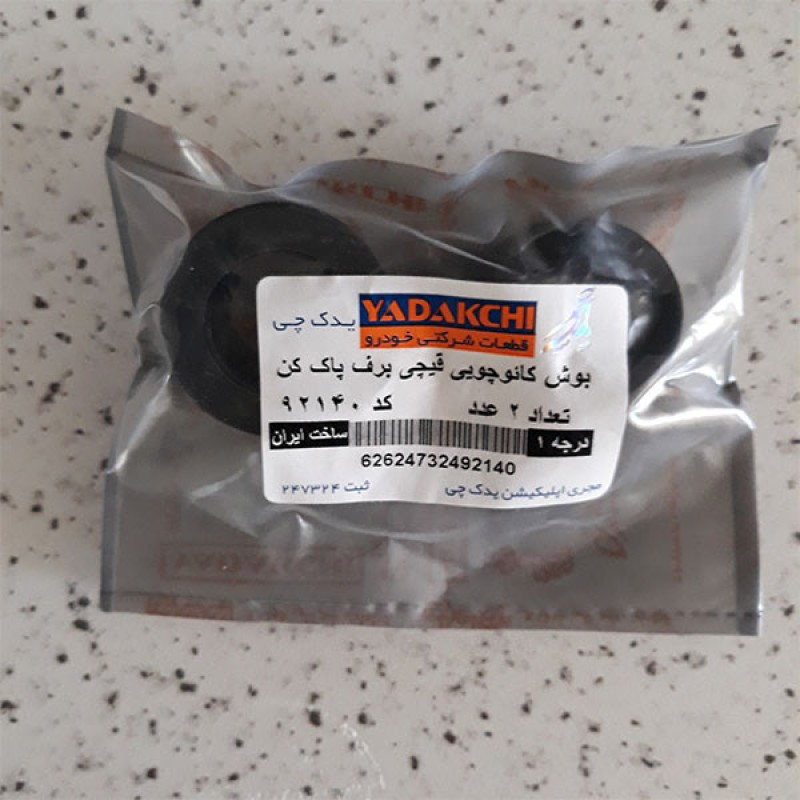 یدک چی YADAKCHI
قطعات شرکتی خودرو
بوش کائوچویی قیچی برف پاک کن
تعداد ۲ عدد کد ۹۲۱۴۰
درجه ۱ ساخت ایران
62624732492140
مجری اپلیکیشن یدک چی ثبت ۲۴۷۳۲۴